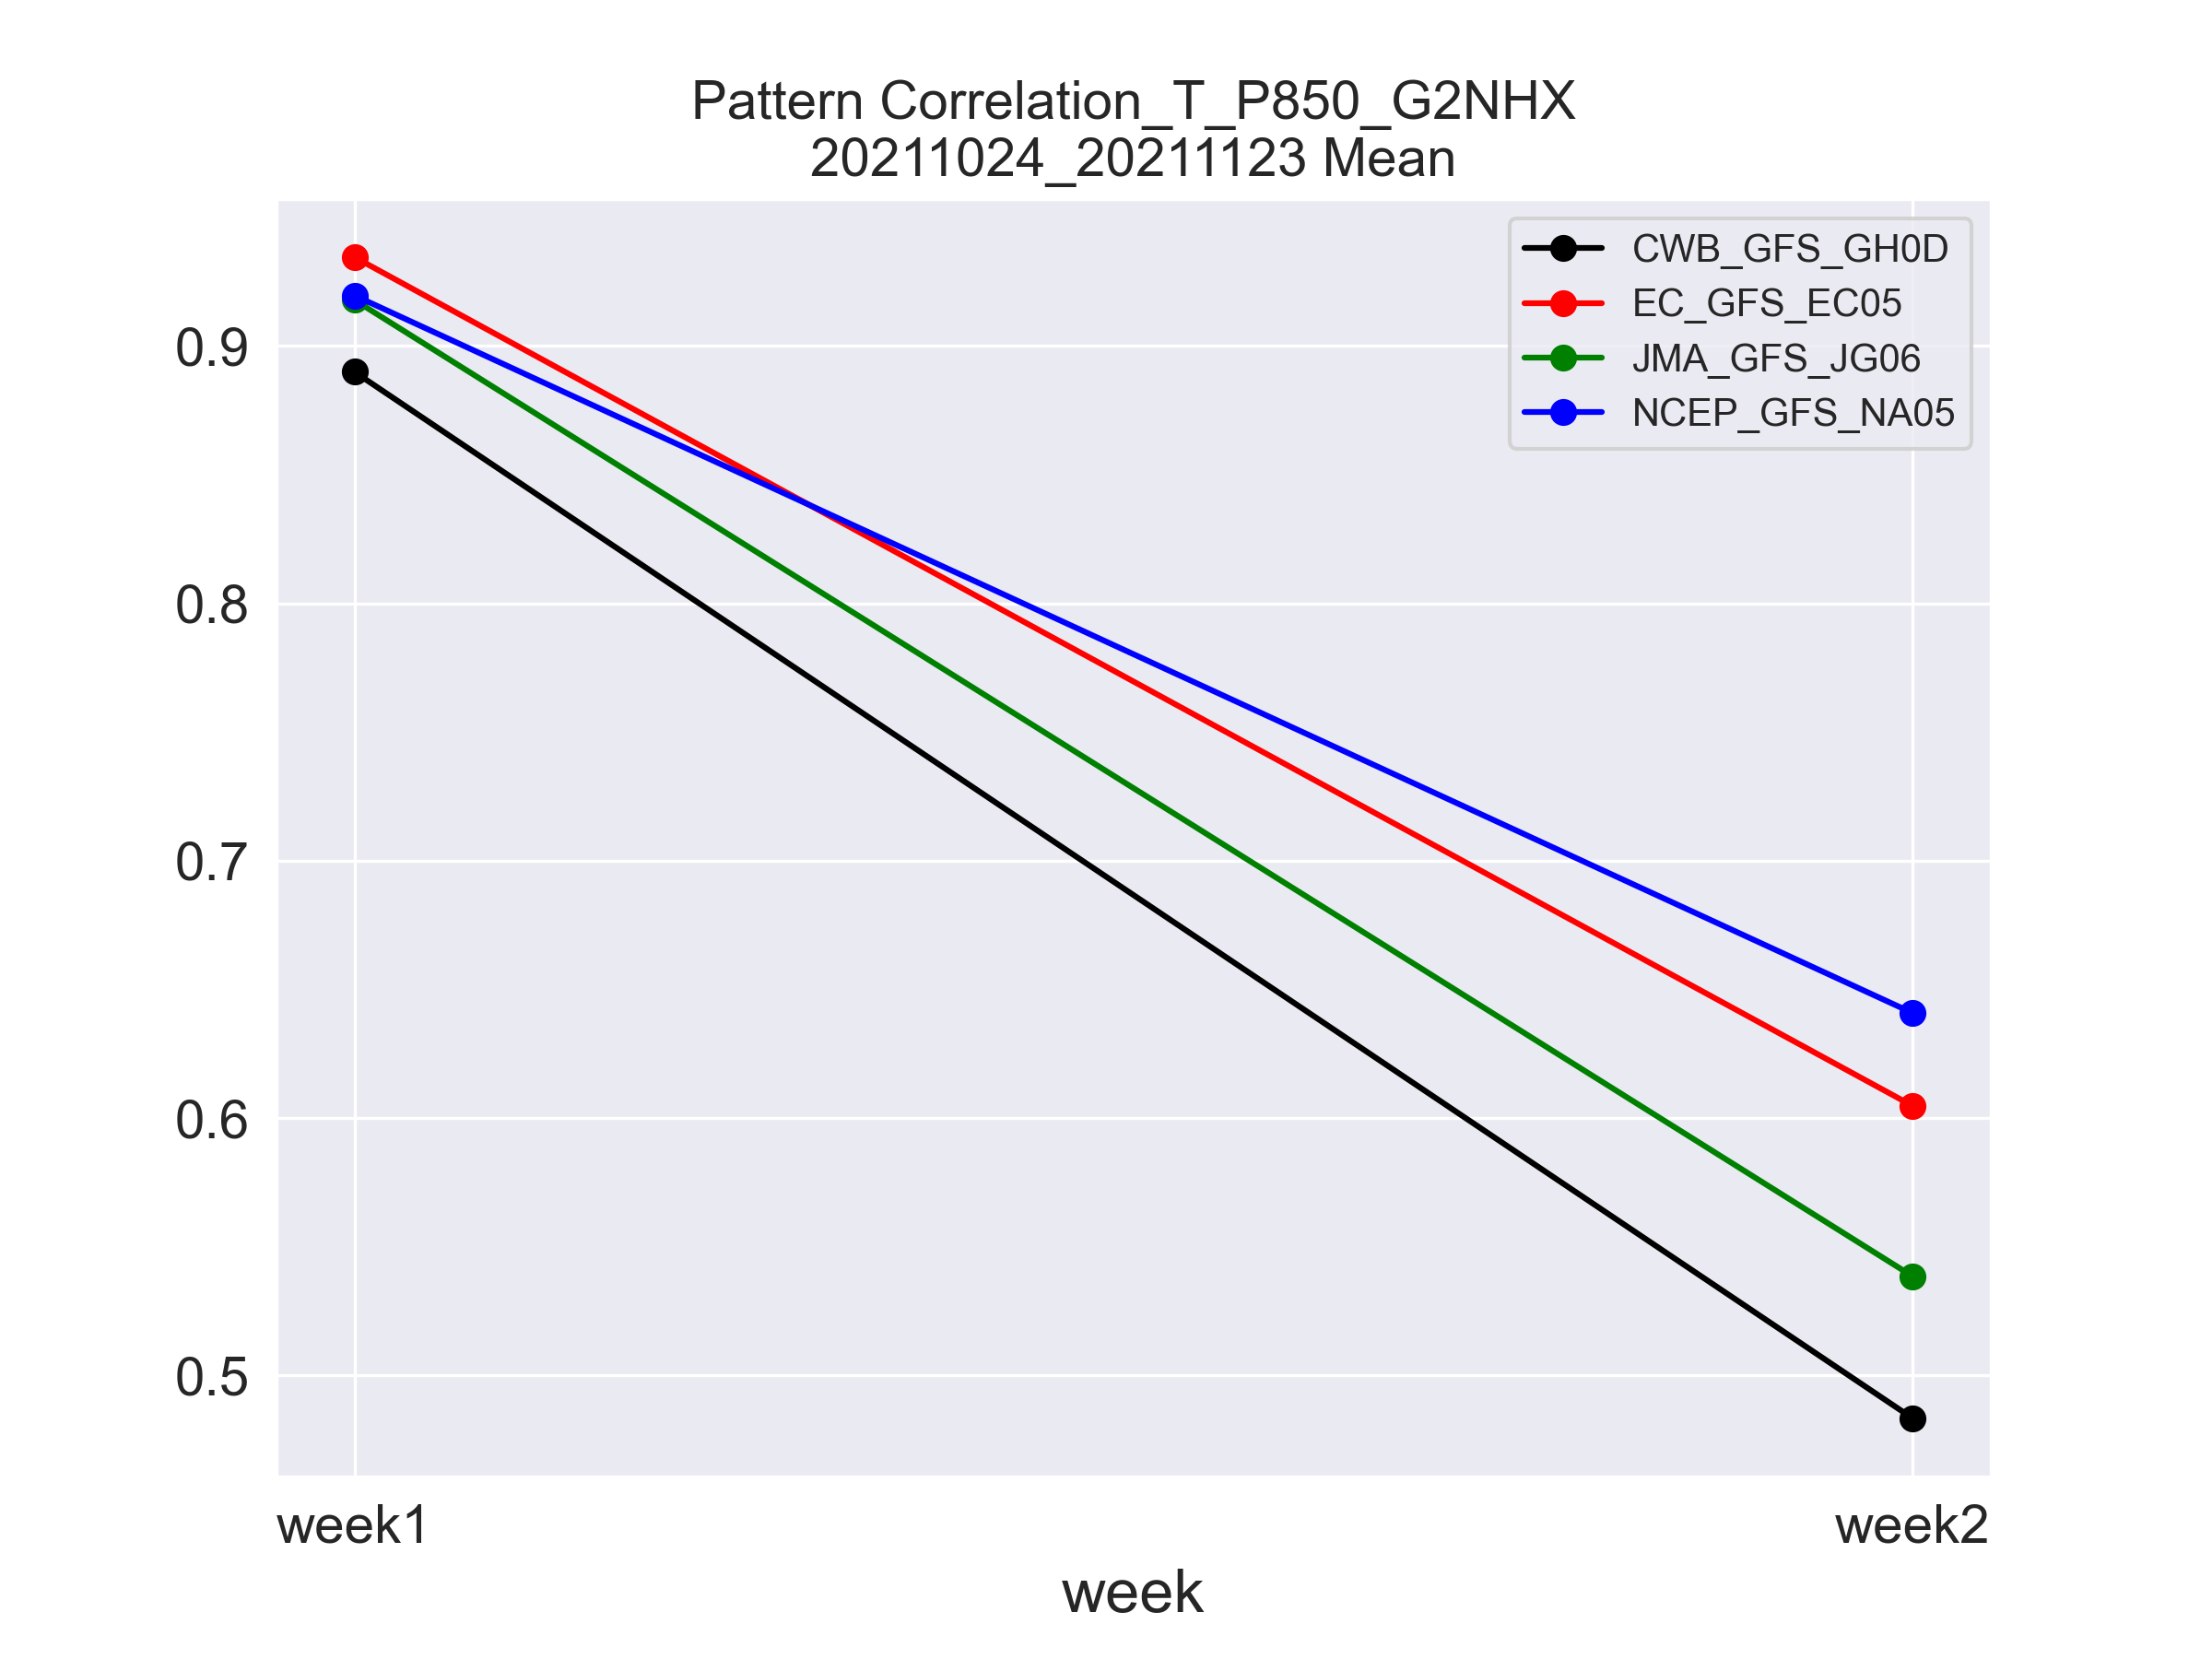 Pattern Correlation_T_P850_G2NHX
20211024_20211123 Mean
CWB_GFS_GH0D
EC_GFS_EC05
JMA_GFS_JG06
NCEP_GFS_NA05
0.9
0.8
0.7
0.6
0.5
week1
week2
week